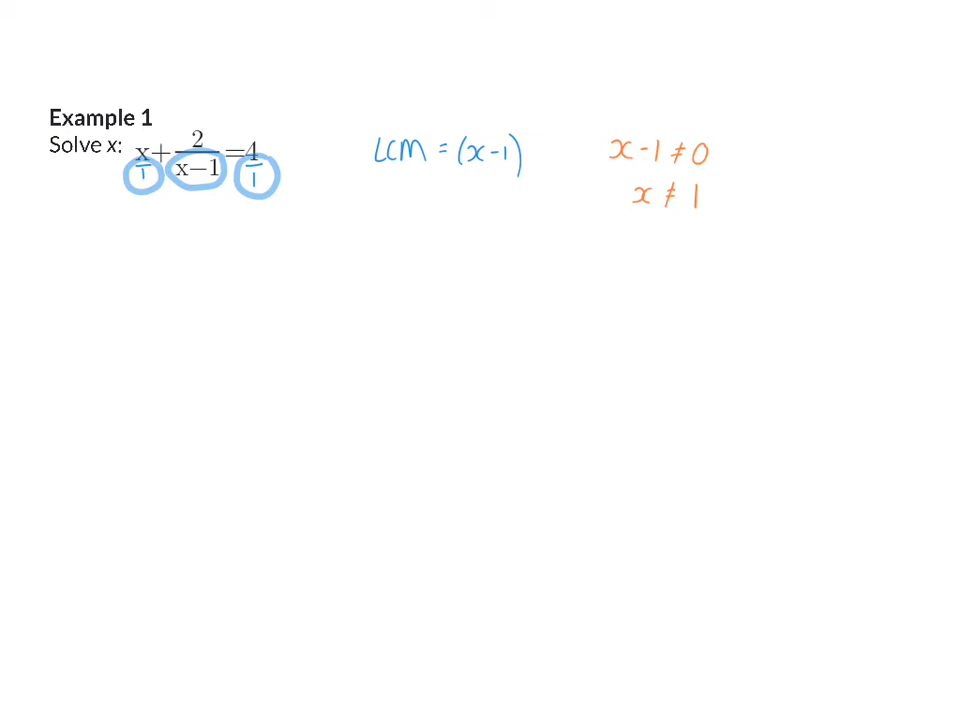 Example 1
Solve x: x/1 + 2/(x−1) = 4/1
LCM = (x-1)
x-1 ≠ 0
x ≠ 1